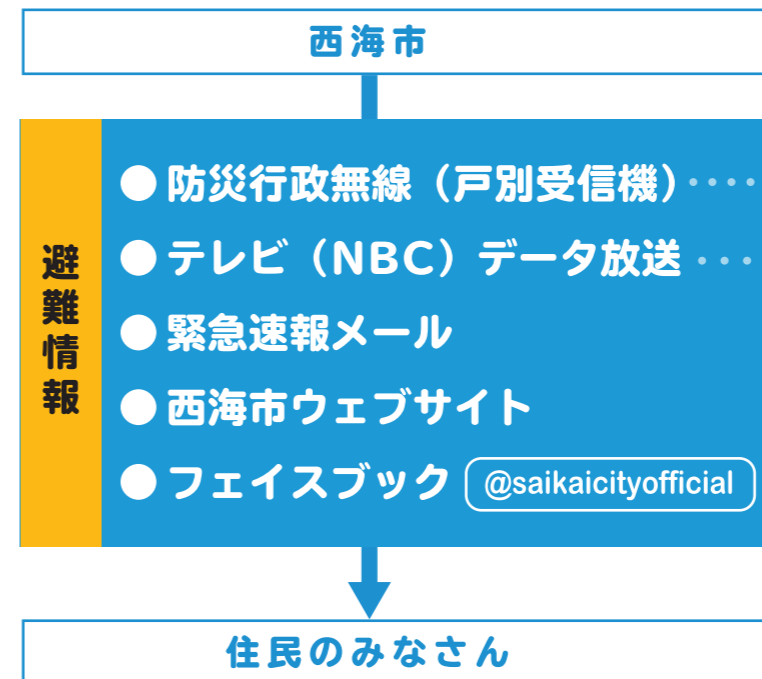 西海市
避難情報
●防災行政無線（戸別受信機）‥‥
●テレビ（NBC）データ放送 ‥‥
●緊急速報メール
●西海市ウェブサイト
●フェイスブック @saikaicityofficial
住民のみなさん